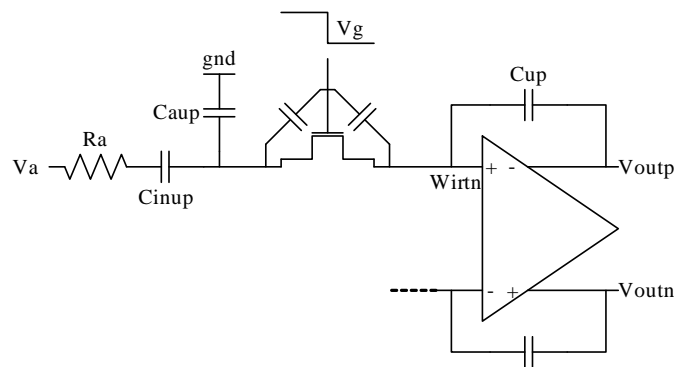 Vg
gnd
Cup
Caup
Ra
Va
Cinup
Wirtn
+ -
Voutp
- +
Voutn